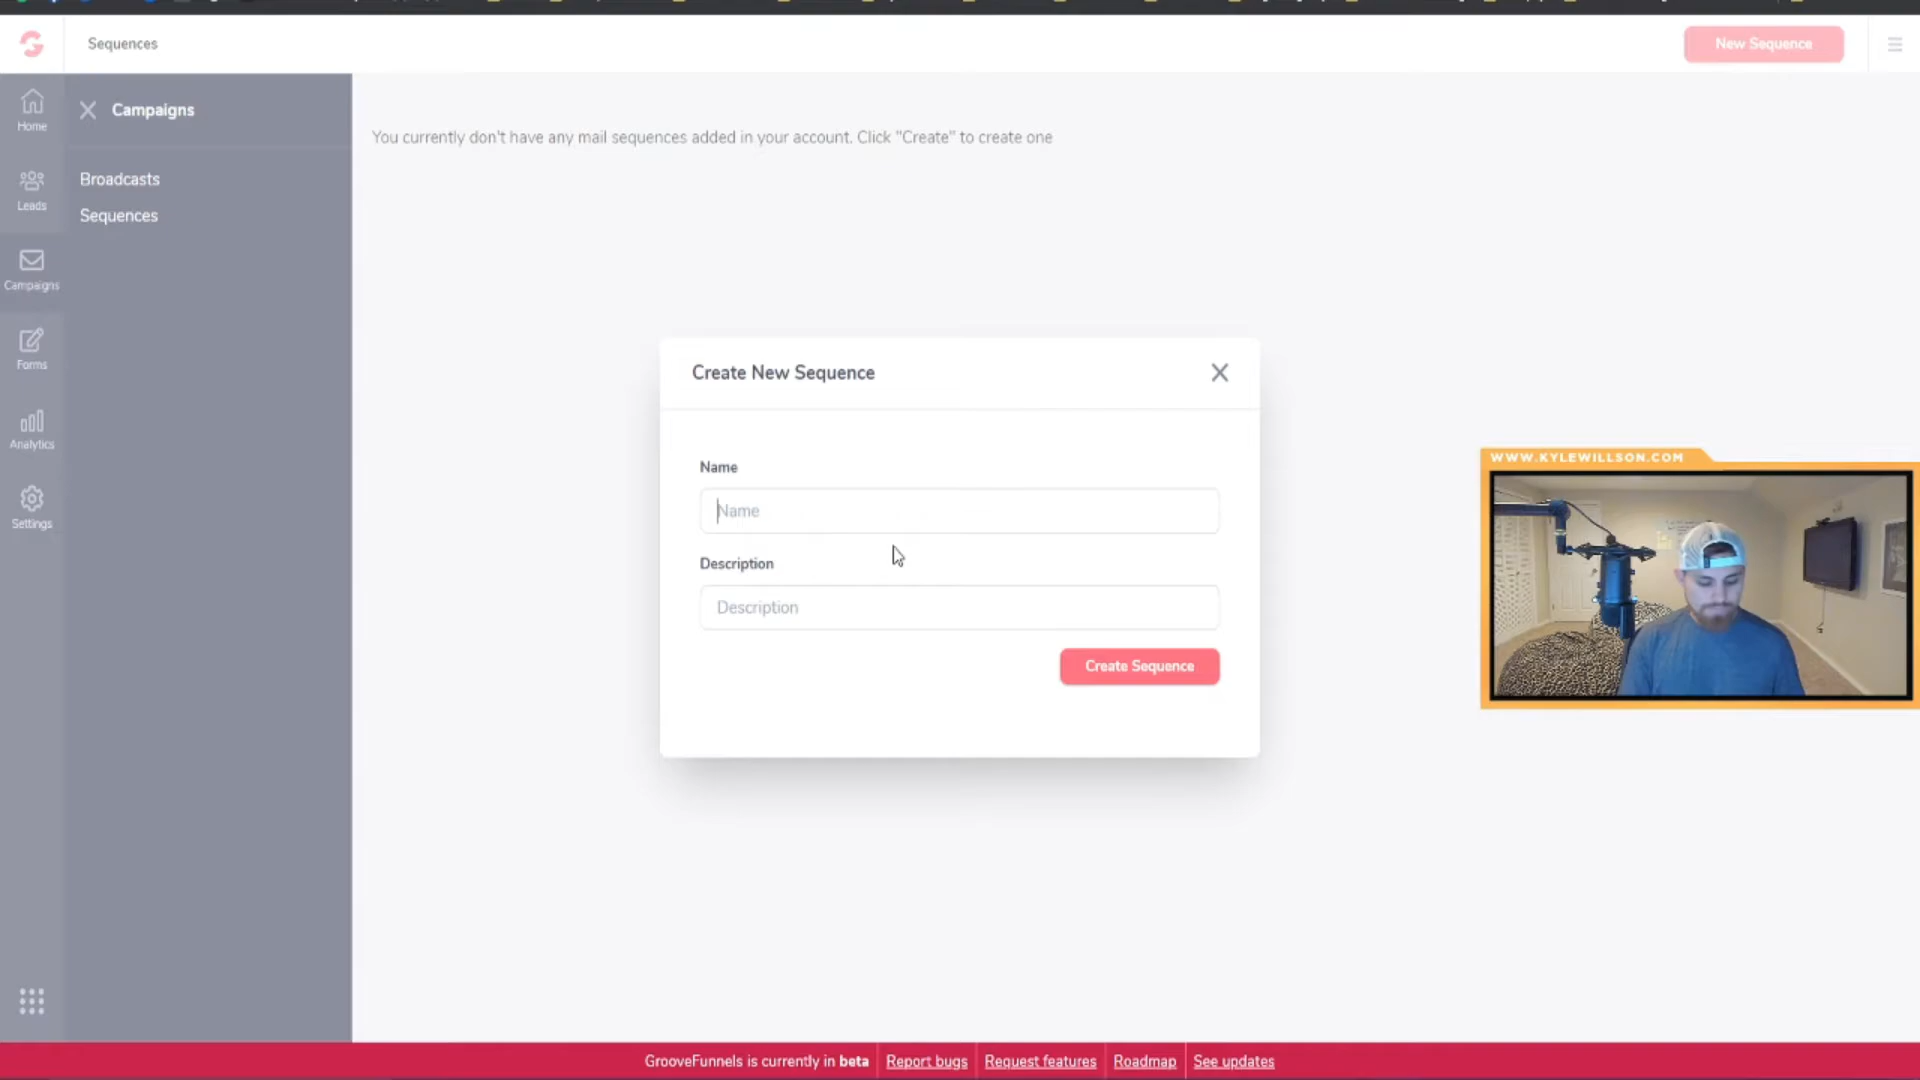 Sequences
New Sequence
Home
Leads
Campaigns
Forms
Analytics
Settings
Campaigns
Broadcasts
Sequences
You currently don't have any mail sequences added in your account. Click "Create" to create one
Create New Sequence
Name
Name
Description
Description
Create Sequence
WWW.KYLEWILLSON.COM
GrooveFunnels is currently in beta Report bugs Request features Roadmap See updates